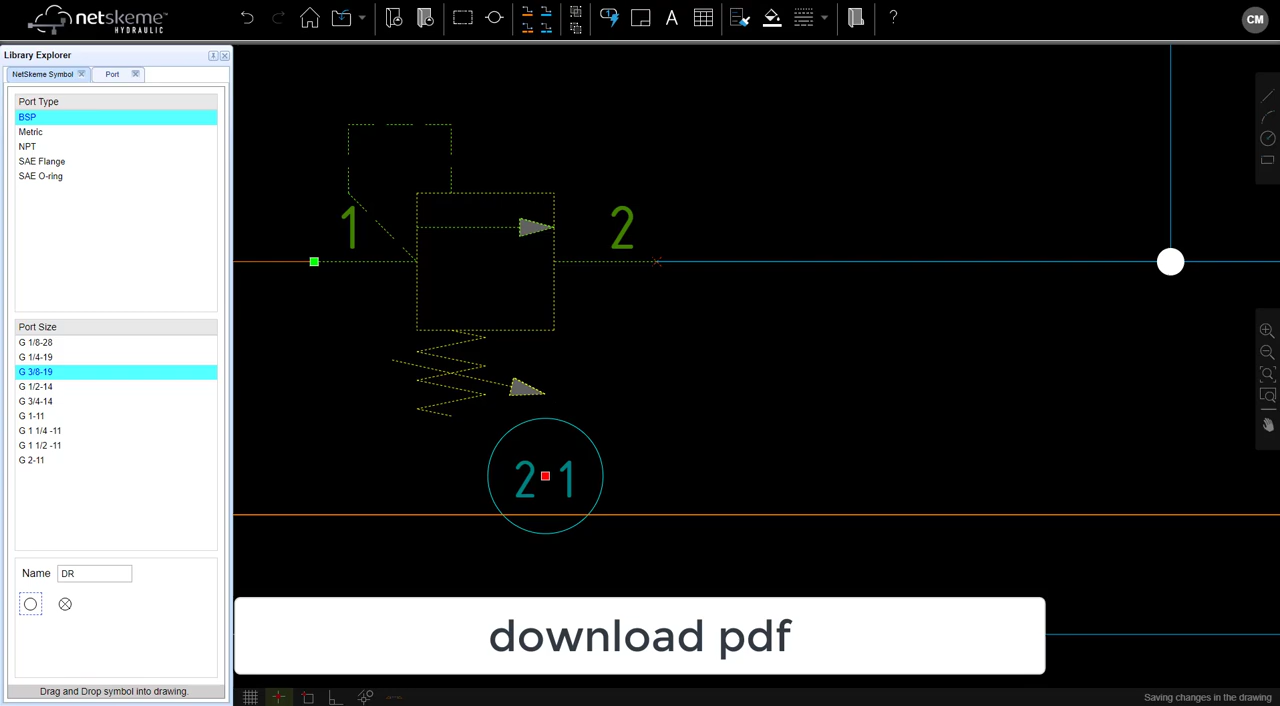 netskeme™
HYDRAULIC
A
?
CM
Library Explorer
NetSkeme Symbol
Port
Port Type
BSP
Metric
NPT
SAE Flange
SAE O-ring
Port Size
G 1/8-28
G 1/4-19
G 3/8-19
G 1/2-14
G 3/4-14
G 1-11
G 1 1/4 -11
G 1 1/2 -11
G 2-11
Name
DR
Drag and Drop symbol into drawing.
1
2
2 1
download pdf
Saving changes in the drawing